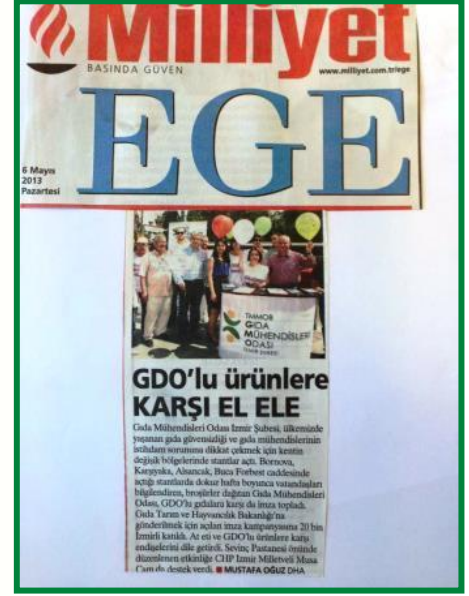 Milliyet
BASINDA GÜVEN
www.milliyet.com.tr/ege
EGE
6 Mayıs
2013
Pazartesi
TMMOB
GIDA
MÜHENDİSLERİ
ODASI
İZMİR ŞUBESİ
GDO'lu ürünlere
KARŞI EL ELE
Gıda Mühendisleri Odası İzmir Şubesi, ülkemizde
yaşanan gıda güvensizliği ve gıda mühendislerinin
istihdam sorununa dikkat çekmek için kentin
değişik bölgelerinde stantlar açtı. Bornova,
Karşıyaka, Alsancak, Buca Forbest caddesinde
açtığı stantlarda dokuz hafta boyunca vatandaşları
bilgilendiren, broşürler dağıtan Gıda Mühendisleri
Odası, GDO'lu gıdalara karşı da imza topladı.
Gıda Tarım ve Hayvancılık Bakanlığı'na
gönderilmek için açılan imza kampanyasına 20 bin
İzmirli katıldı. At eti ve GDO'lu ürünlere karşı
endişelerini dile getirdi. Sevinç Pastanesi önünde
düzenlenen etkinliğe CHP İzmir Milletveli Musa
Çam da destek verdi. ■ MUSTAFA OĞUZ DHA